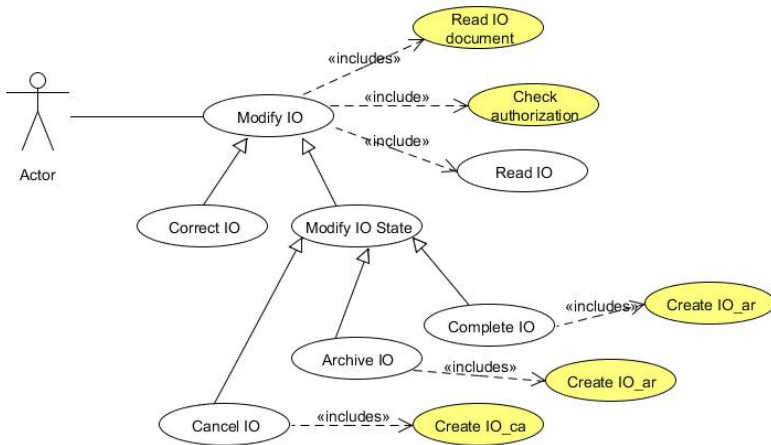 Read IO
document
«includes»
«include»
Check
authorization
Modify IO
«include»
Read IO
Actor
Correct IO
Modify IO State
«includes»
Create IO_ar
Complete IO
Archive IO
«includes»
Create IO_ar
«includes»
Cancel IO
Create IO_ca